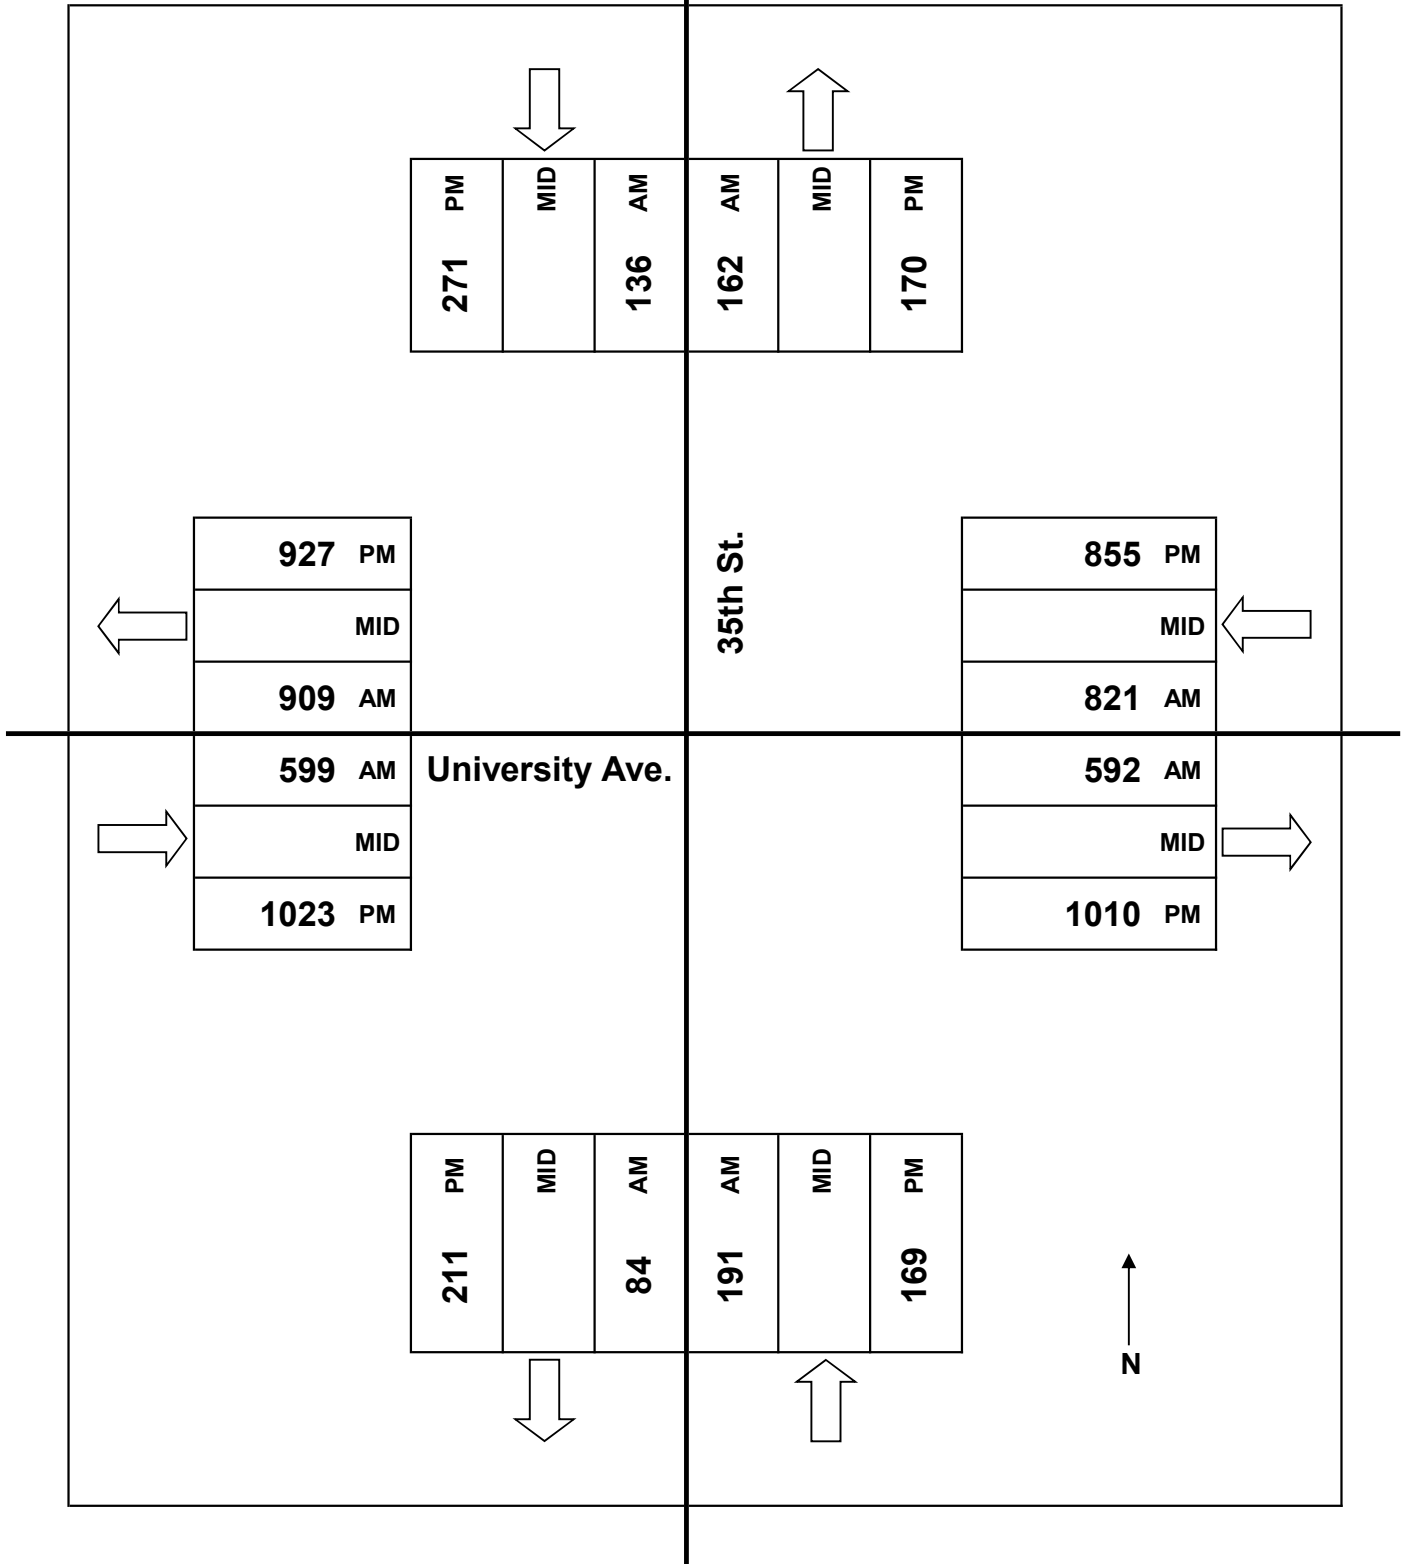 PM MID AM AM MID PM
271 136 162 170
35th St.
927 PM
MID
909 AM
599 AM
MID
1023 PM
University Ave.
855 PM
MID
821 AM
592 AM
MID
1010 PM
PM MID AM AM MID PM
211 84 191 169
N